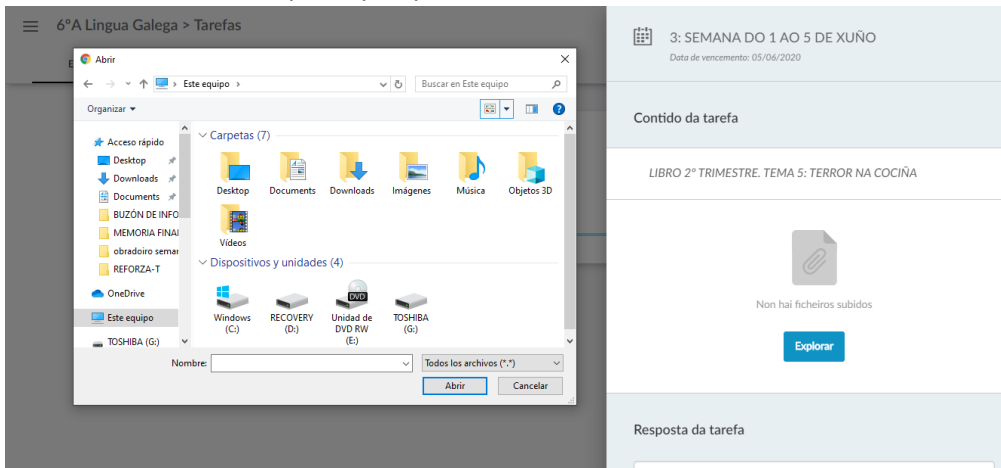 6ºA Lingua Galega > Tarefas
Abrir
Este equipo
Buscar en Este equipo
Organizar
Acceso rápido
Desktop
Downloads
Documents
BUZÓN DE INFO
MEMORIA FINAL
obradoiro semar
REFORZA-T
OneDrive
Este equipo
TOSHIBA (G:)
Carpetas (7)
Desktop
Documents
Downloads
Imágenes
Música
Objetos 3D
Vídeos
Dispositivos y unidades (4)
Windows
(C:)
RECOVERY
(D:)
DVD
Unidad de
DVD RW
(E:)
TOSHIBA
(G:)
Nombre:
Todos los archivos (*.*)
Abrir
Cancelar
3: SEMANA DO 1 AO 5 DE XUÑO
Data de vencemento: 05/06/2020
Contido da tarefa
LIBRO 2º TRIMESTRE. TEMA 5: TERROR NA COCIÑA
Non hai ficheiros subidos
Explorar
Resposta da tarefa